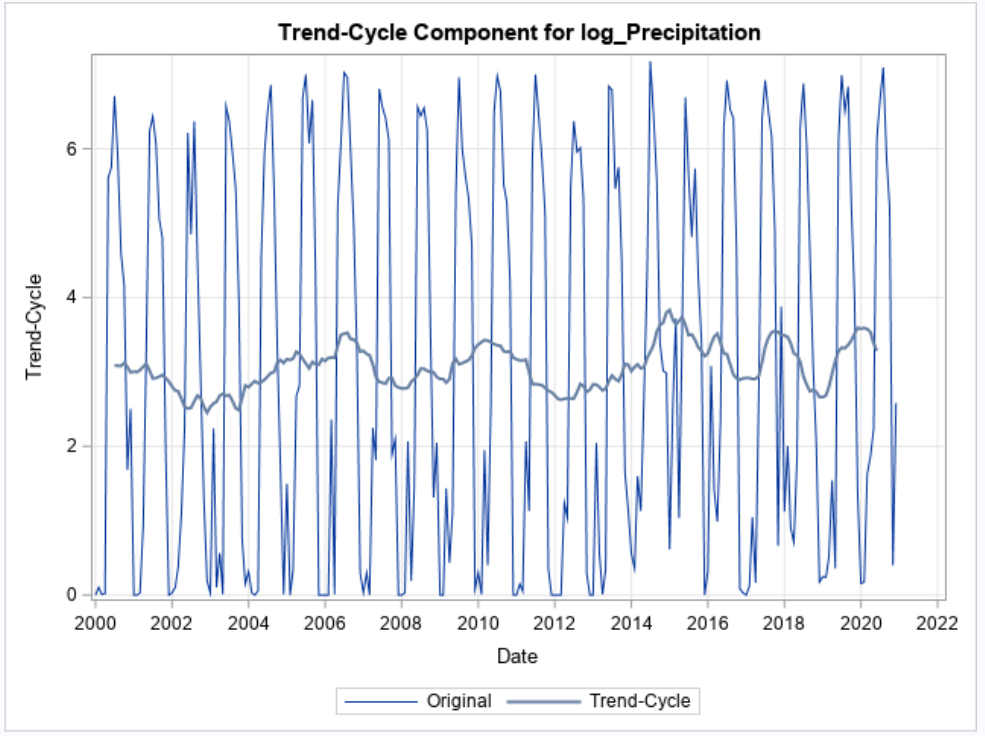 Trend-Cycle Component for log_Precipitation
Trend-Cycle
6
4
2
0
2000 2002 2004 2006 2008 2010 2012 2014 2016 2018 2020 2022
Date
Original Trend-Cycle